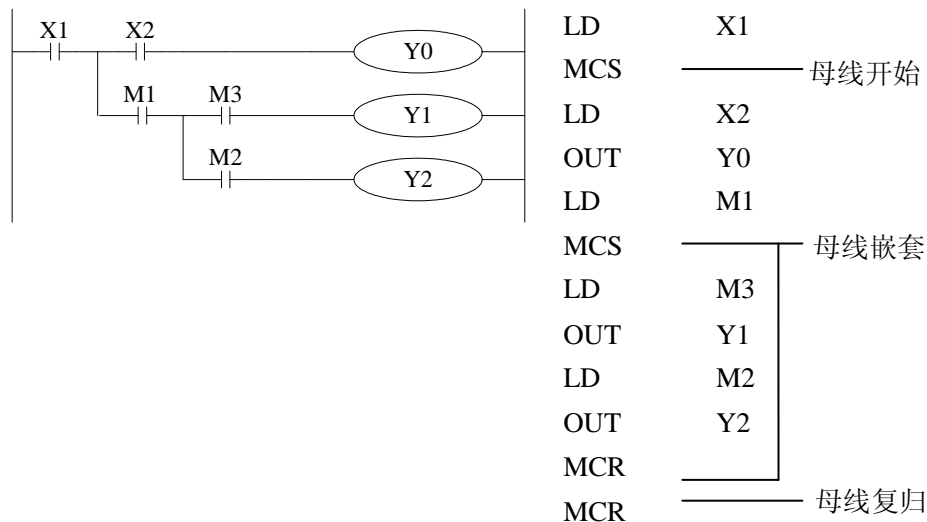 X1 X2 Y0
M1 M3 Y1
M2 Y2
LD X1
MCS 母线开始
LD X2
OUT Y0
LD M1
MCS 母线嵌套
LD M3
OUT Y1
LD M2
OUT Y2
MCR
MCR 母线复归